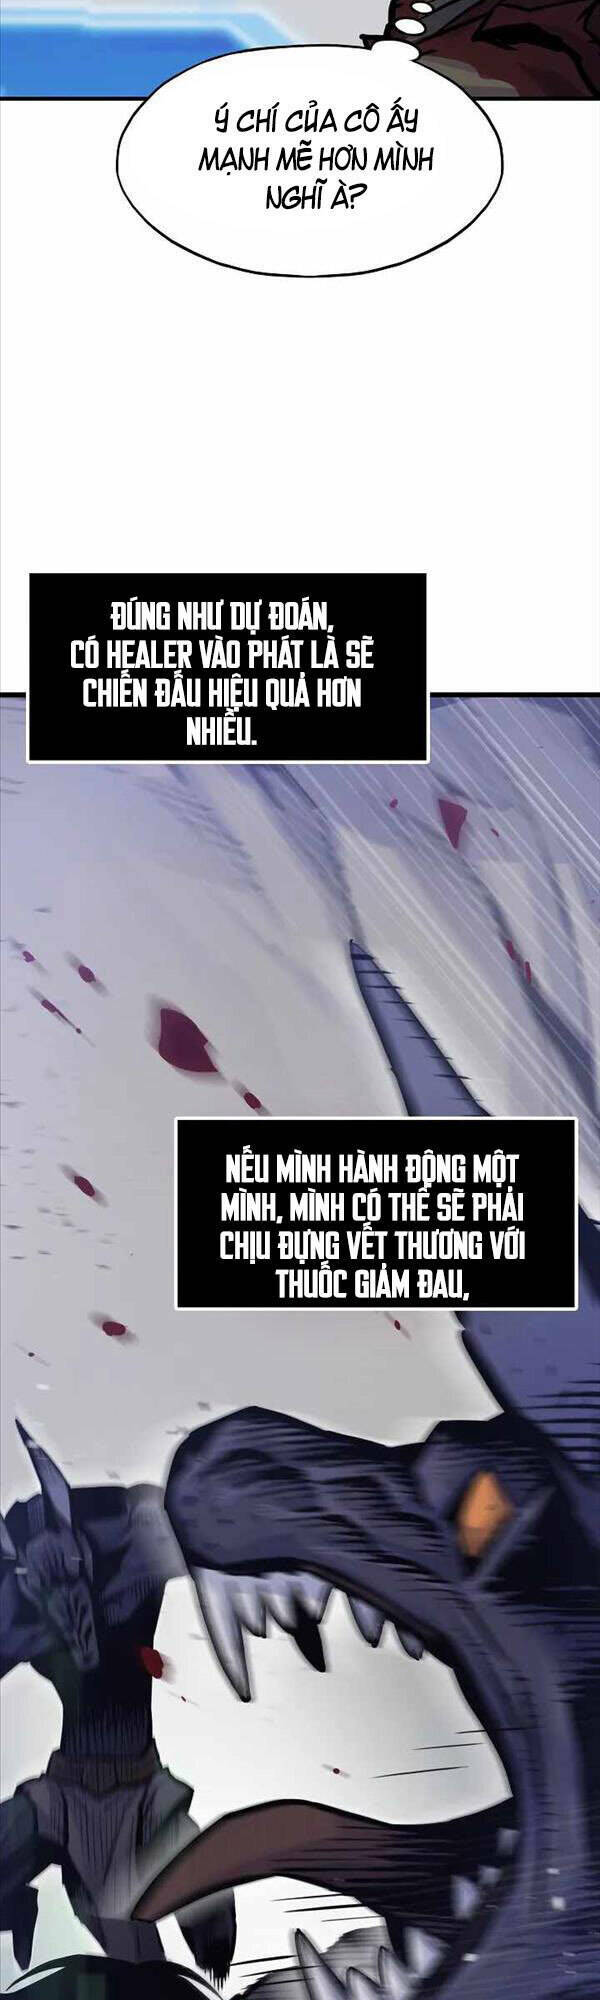 Ý CHÍ CỦA CÔ ẤY
MẠNH MẼ HƠN MÌNH
NGHĨ À?
ĐÚNG NHƯ DỰ ĐOÁN,
CÓ HEALER VÀO PHÁT LÀ SẼ
CHIẾN ĐẤU HIỆU QUẢ HƠN
NHIỀU.
NẾU MÌNH HÀNH ĐỘNG MỘT
MÌNH, MÌNH CÓ THỂ SẼ PHẢI
CHỊU ĐỰNG VẾT THƯƠNG VỚI
THUỐC GIẢM ĐAU,